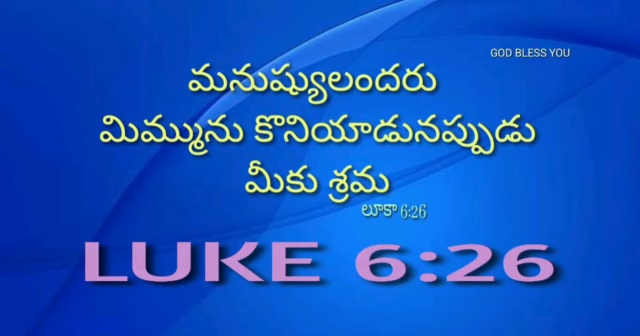 GOD BLESS YOU
మనుష్యులందరు
మిమ్మును కొనియాడునప్పుడు
మీకు శ్రమ
లూకా 6:26
LUKE 6:26